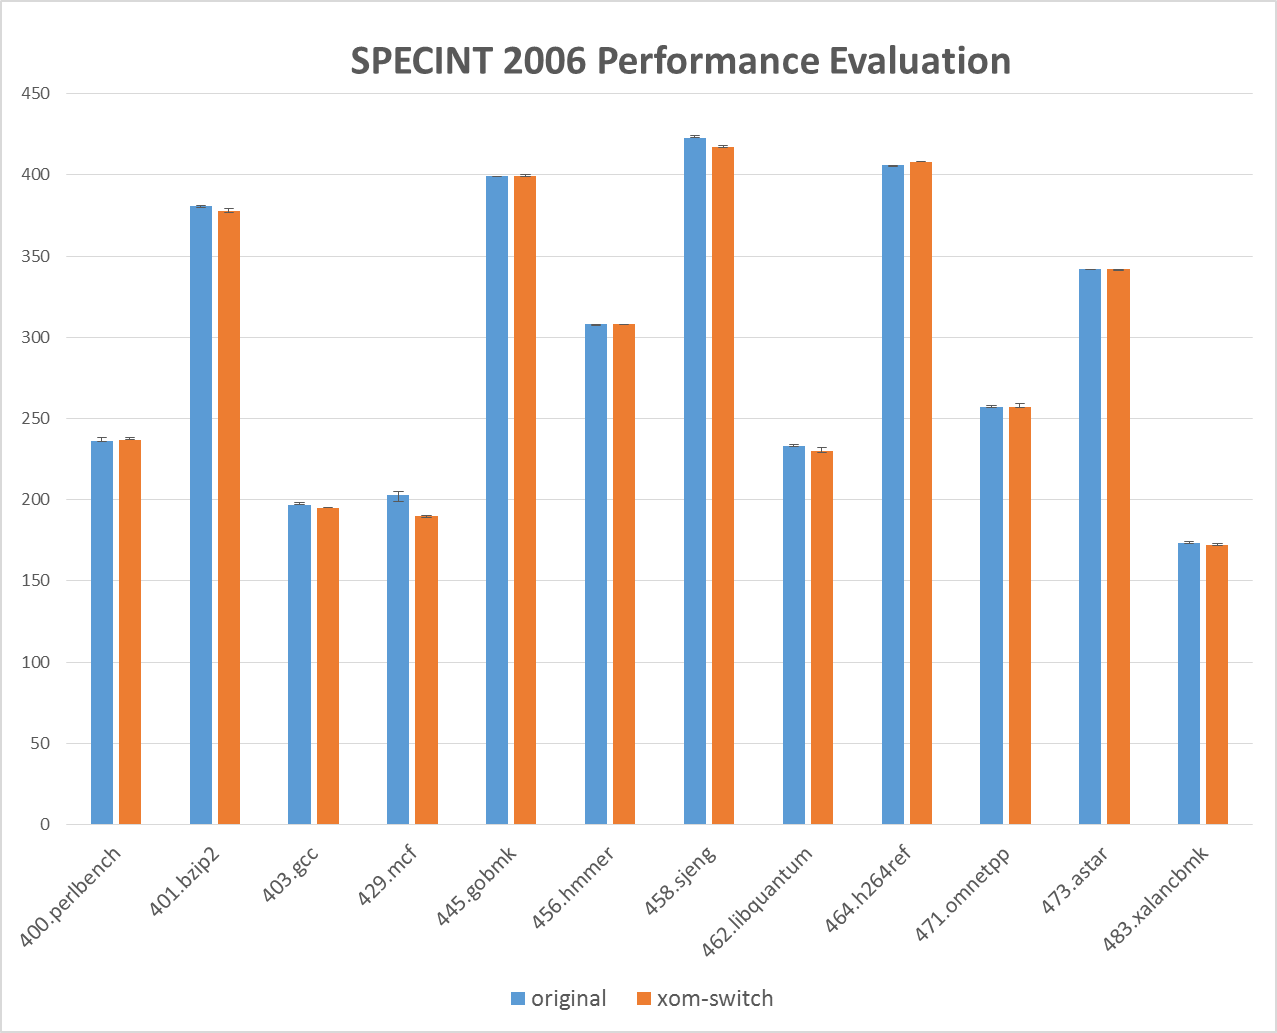 SPECINT 2006 Performance Evaluation
450
400
350
300
250
200
150
100
50
0
400.perlbench
401.bzip2
403.gcc
429.mcf
445.gobmk
456.hmmer
458.sjeng
462.libquantum
464.h264ref
471.omnetpp
473.astar
483.xalancbmk
original
xom-switch